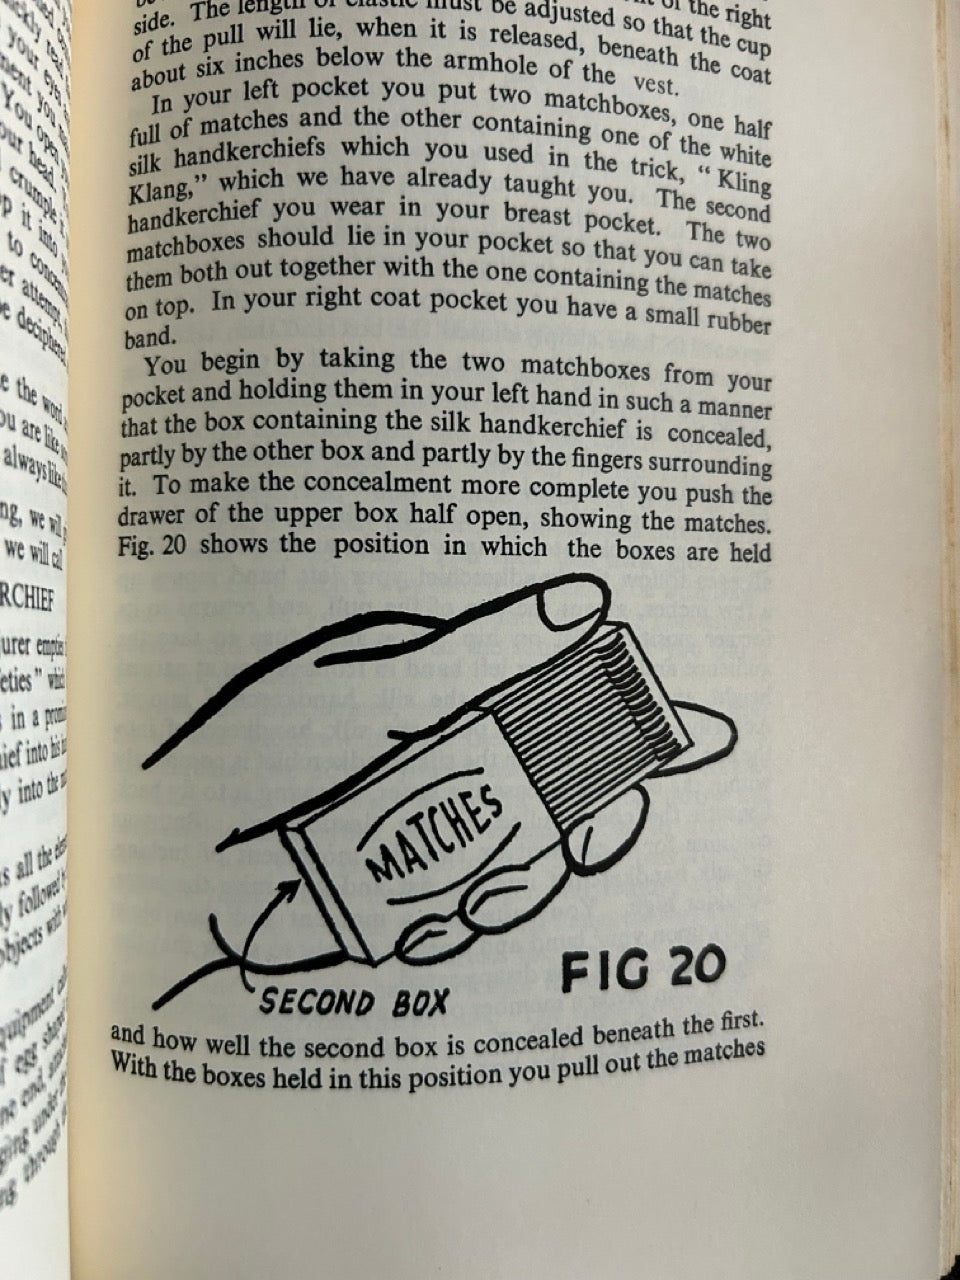 side. The length of elastic must be adjusted so that the cup
of the pull will lie, when it is released, beneath the coat
about six inches below the armhole of the vest.
In your left pocket you put two matchboxes, one half
full of matches and the other containing one of the white
silk handkerchiefs which you used in the trick, “ Kling
Klang,” which we have already taught you. The second
handkerchief you wear in your breast pocket. The two
matchboxes should lie in your pocket so that you can take
them both out together with the one containing the matches
on top. In your right coat pocket you have a small rubber
band.
You begin by taking the two matchboxes from your
pocket and holding them in your left hand in such a manner
that the box containing the silk handkerchief is concealed,
partly by the other box and partly by the fingers surrounding
it. To make the concealment more complete you push the
drawer of the upper box half open, showing the matches.
Fig. 20 shows the position in which the boxes are held
MATCHES
FIG 20
SECOND BOX
and how well the second box is concealed beneath the first.
With the boxes held in this position you pull out the matches